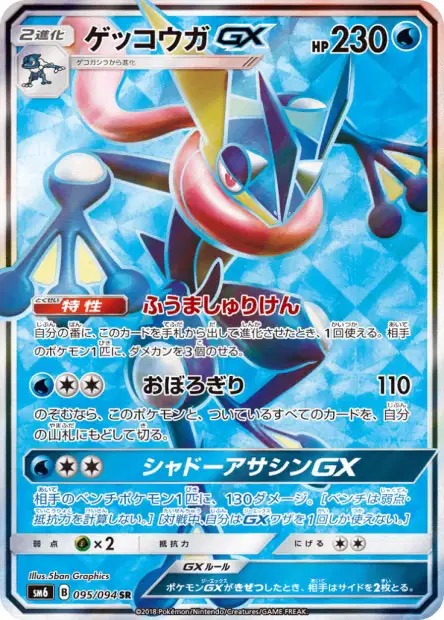 2進化 ゲッコウガGX HP230
ゲコガシラから進化
とくせい
特性 ふうましゅりけん
自分の番に、このカードを手札から出して進化させたとき、1回使える。相手
のポケモン1匹に、ダメカンを3個のせる。
おぼろぎり 110
のぞむなら、このポケモンと、ついているすべてのカードを、自分
の山札にもどして切る。
シャドーアサシンGX
相手のベンチポケモン1匹に、130ダメージ。[ベンチは弱点・
抵抗力を計算しない。] [対戦中、自分はGXワザを1回しか使えない。]
弱点 ×2 抵抗力 にげる
GXルール
ポケモンGXがきぜつしたとき、相手はサイドを2枚とる。
Illus.5ban Graphics
SM6 B 095/094 SR
©2018 Pokémon/Nintendo/Creatures/GAME FREAK.